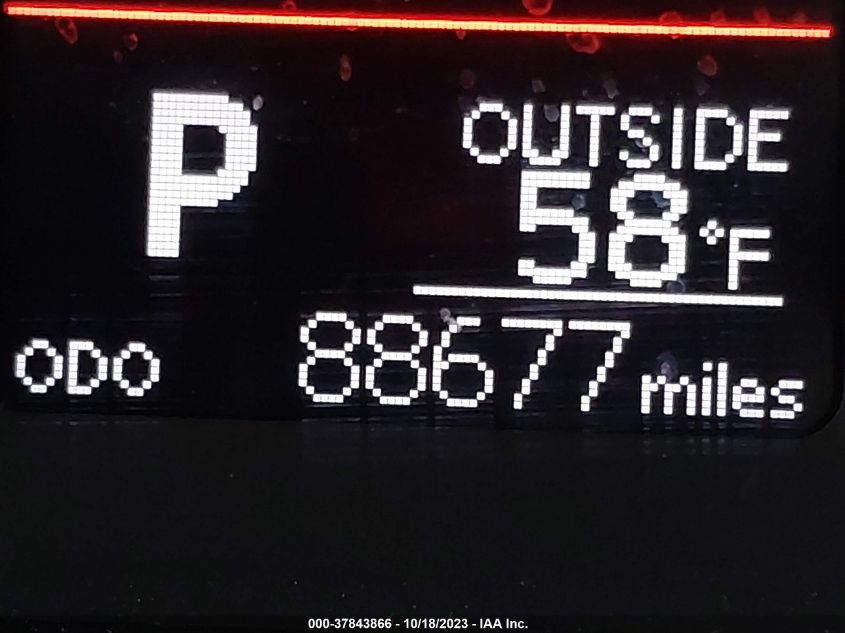 P
OUTSIDE
58°F
ODO 88677 miles
000-37843866 - 10/18/2023 - IAA Inc.